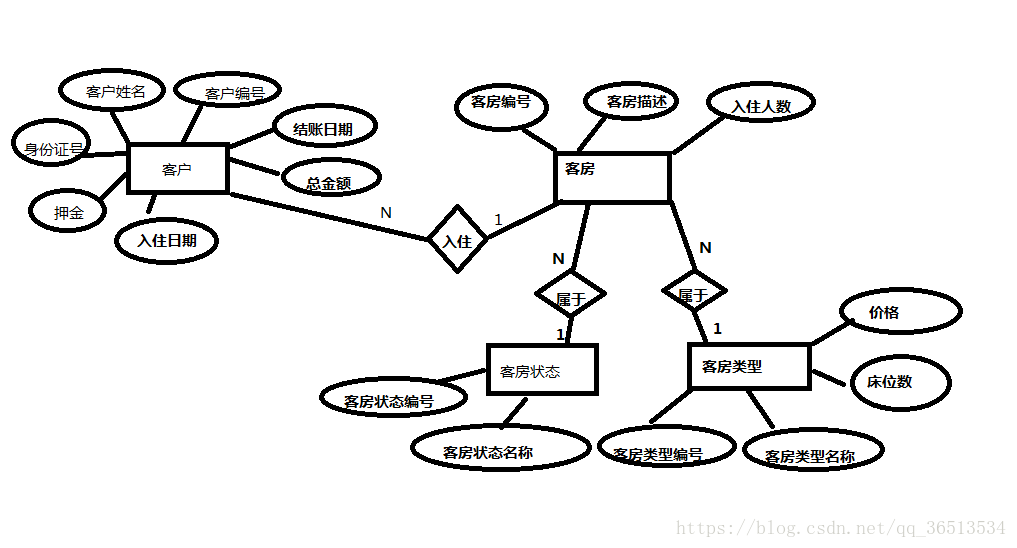 客户姓名
客户编号
客房编号
客房描述
入住人数
结账日期
身份证号
客户
客房
总金额
押金
N
1
入住日期
入住
N
N
属于
属于
价格
1
1
客房状态
客房类型
床位数
客房状态编号
客房状态名称
客房类型编号
客房类型名称
https://blog.csdn.net/qq_36513534